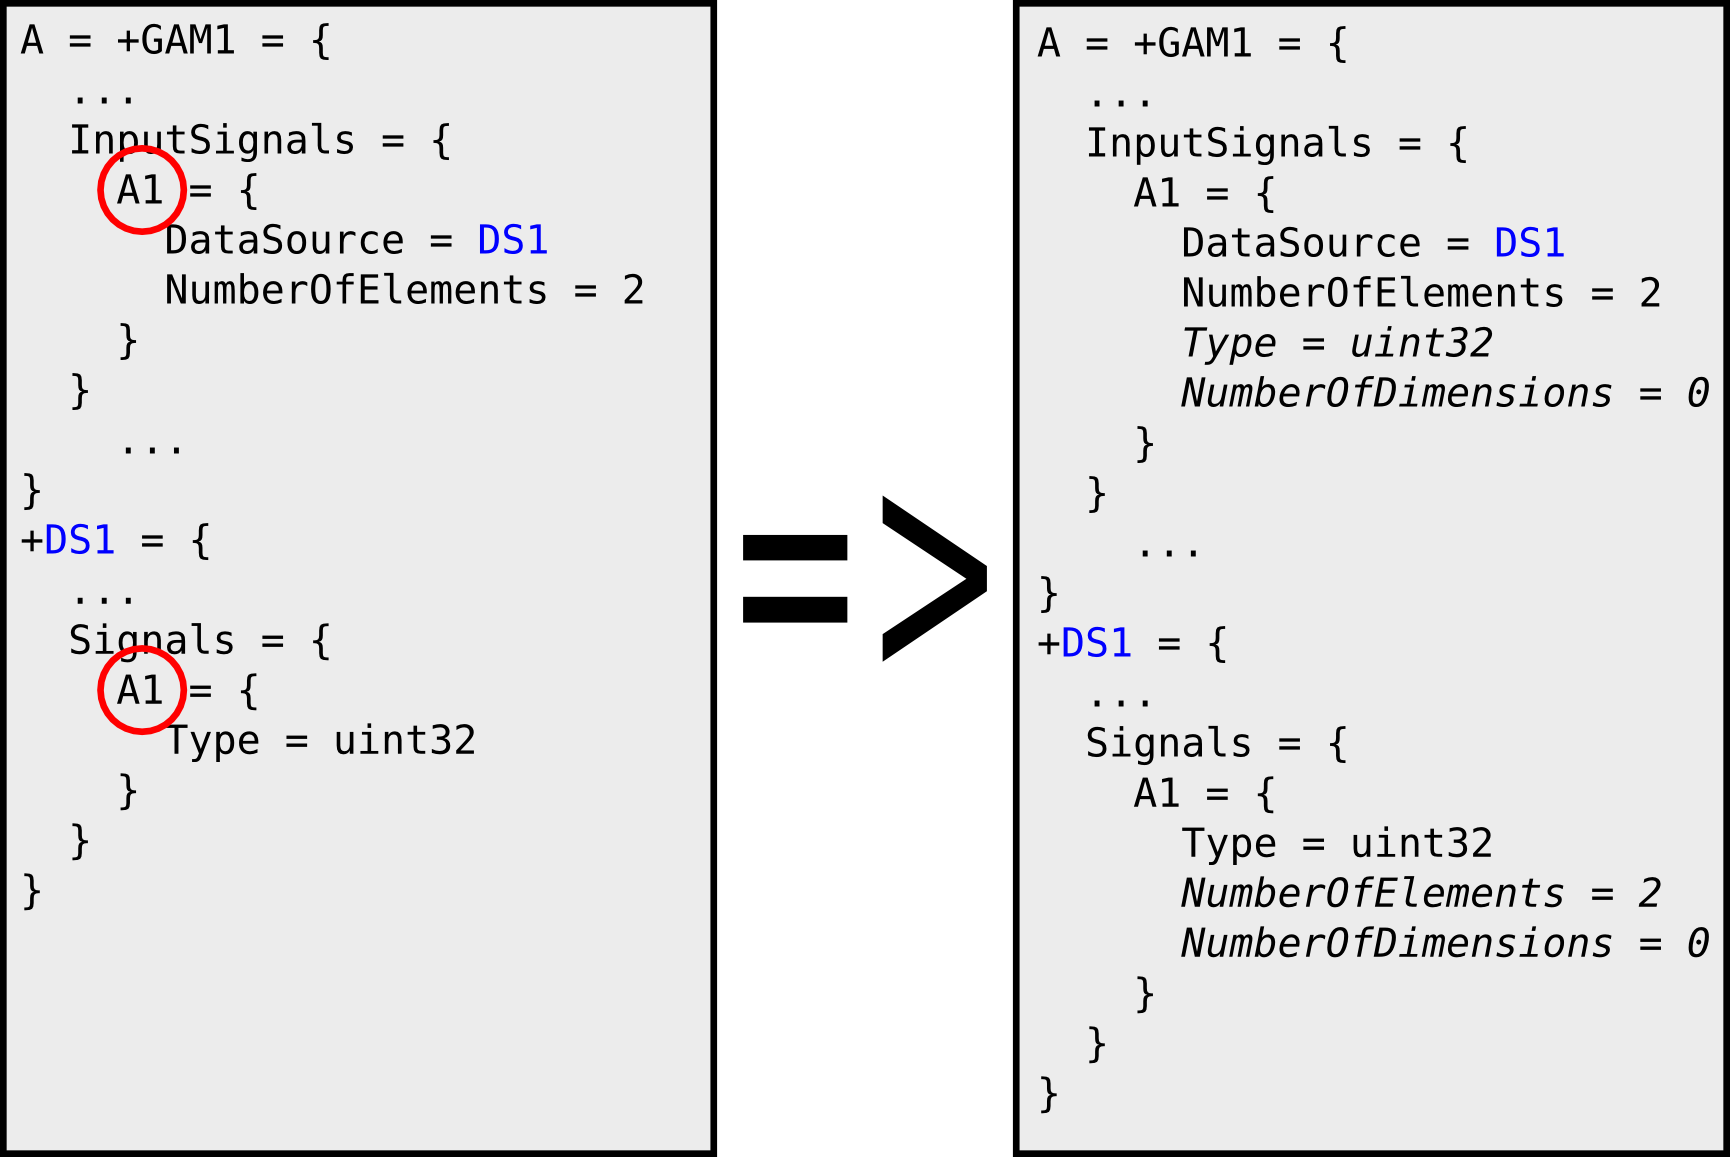 A = +GAM1 = {
...
InputSignals = {
A1 = {
DataSource = DS1
NumberOfElements = 2
}
}
...
}
+DS1 = {
...
Signals = {
A1 = {
Type = uint32
}
}
}
=>
A = +GAM1 = {
...
InputSignals = {
A1 = {
DataSource = DS1
NumberOfElements = 2
Type = uint32
NumberOfDimensions = 0
}
}
...
}
+DS1 = {
...
Signals = {
A1 = {
Type = uint32
NumberOfElements = 2
NumberOfDimensions = 0
}
}
}